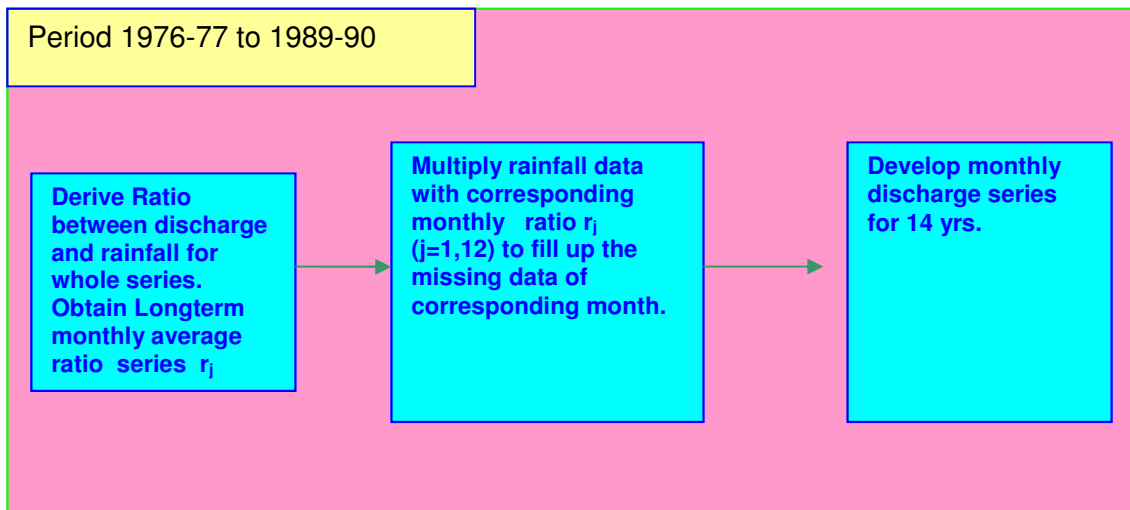 Period 1976-77 to 1989-90
Derive Ratio
between discharge
and rainfall for
whole series.
Obtain Longterm
monthly average
ratio series rj
Multiply rainfall data
with corresponding
monthly ratio rj
(j=1,12) to fill up the
missing data of
corresponding month.
Develop monthly
discharge series
for 14 yrs.